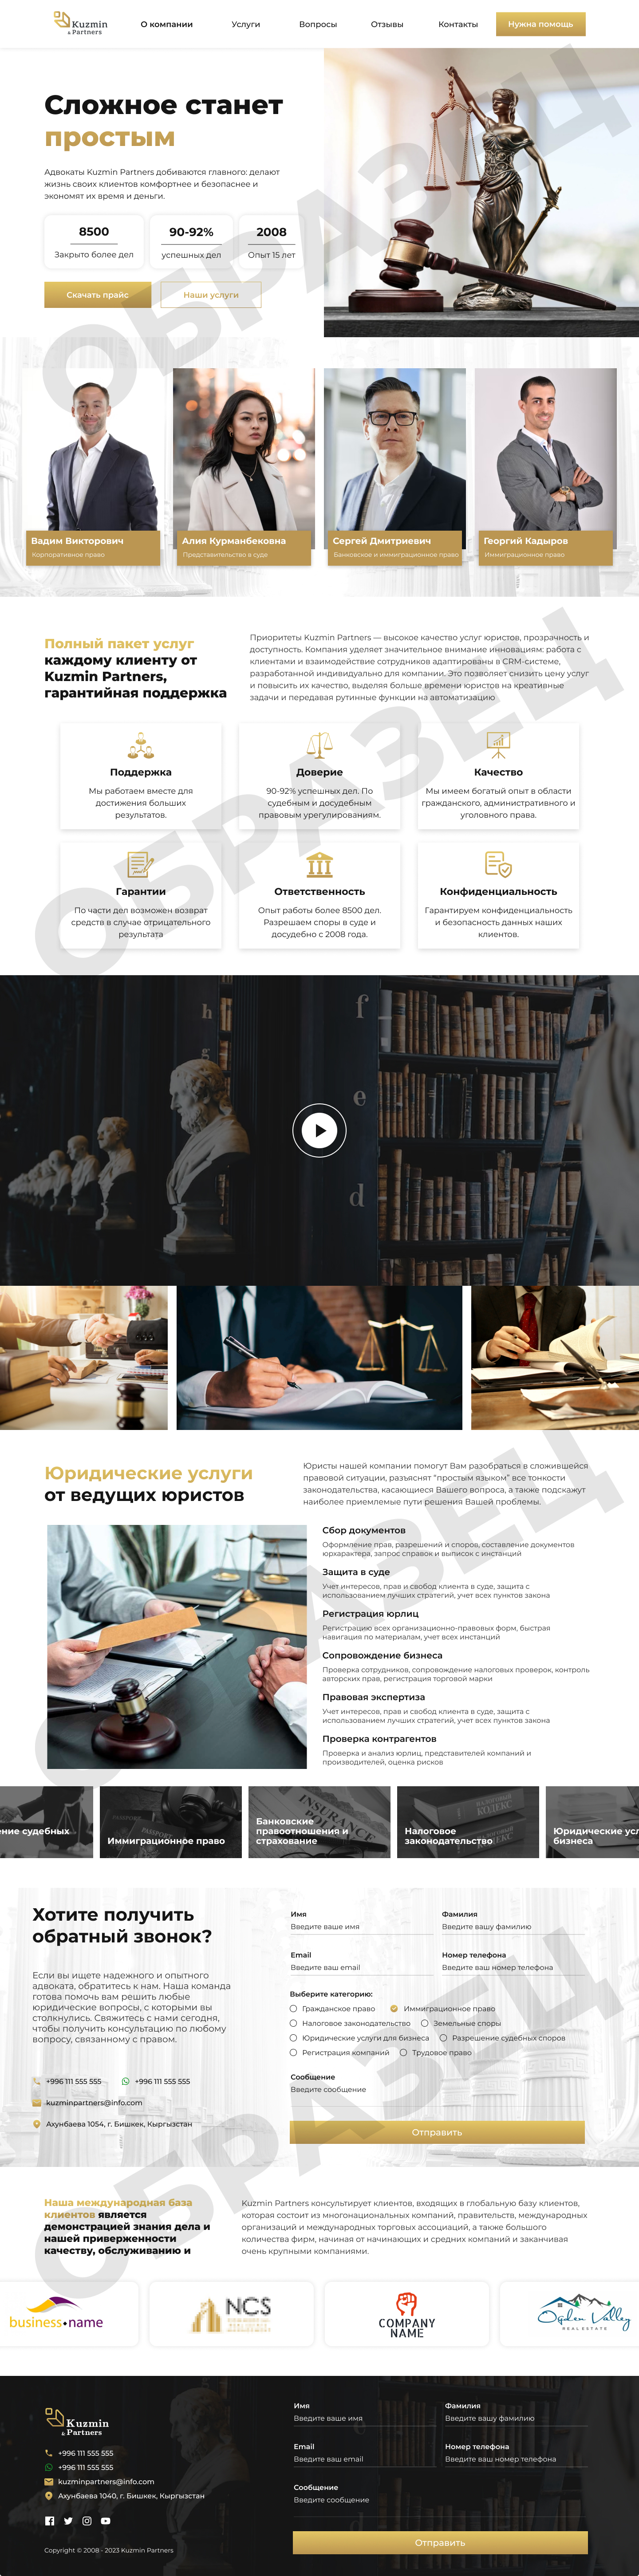 Kuzmin
& Partners
О компании
Услуги
Вопросы
Отзывы
Контакты
Нужна помощь
Сложное станет
простым
Адвокаты Kuzmin Partners добиваются главного: делают
жизнь своих клиентов комфортнее и безопаснее и
экономят их время и деньги.
8500
Закрыто более дел
90-92%
успешных дел
2008
Опыт 15 лет
Скачать прайс
Наши услуги
ОБРАЗЕЦ
Вадим Викторович
Корпоративное право
Алия Курманбековна
Представительство в суде
Сергей Дмитриевич
Банковское и иммиграционное право
Георгий Кадыров
Иммиграционное право
Полный пакет услуг
каждому клиенту от
Kuzmin Partners,
гарантийная поддержка
Приоритеты Kuzmin Partners — высокое качество услуг юристов, прозрачность и
доступность. Компания уделяет значительное внимание инновациям: работа с
клиентами и взаимодействие сотрудников адаптированы в CRM-системе,
разработанной индивидуально для компании. Это позволяет снизить цену услуг
и повысить их качество, выделяя больше времени юристов на креативные
задачи и передавая рутинные функции на автоматизацию
Поддержка
Мы работаем вместе для
достижения больших
результатов.
Доверие
90-92% успешных дел. По
судебным и досудебным
правовым урегулированиям.
Качество
Мы имеем богатый опыт в области
гражданского, административного и
уголовного права.
Гарантии
По части дел возможен возврат
средств в случае отрицательного
результата
Ответственность
Опыт работы более 8500 дел.
Разрешаем споры в суде и
досудебно с 2008 года.
Конфиденциальность
Гарантируем конфиденциальность
и безопасность данных наших
клиентов.
ОБРАЗЕЦ
h
g
f
e
d
Юридические услуги
от ведущих юристов
Юристы нашей компании помогут Вам разобраться в сложившейся
правовой ситуации, разъяснят "простым языком" все тонкости
законодательства, касающиеся Вашего вопроса, а также подскажут
наиболее приемлемые пути решения Вашей проблемы.
Сбор документов
Оформление прав, разрешений и споров, составление документов
юрхарактера, запрос справок и выписок с инстанций
Защита в суде
Учет интересов, прав и свобод клиента в суде, защита с
использованием лучших стратегий, учет всех пунктов закона
Регистрация юрлиц
Регистрацию всех организационно-правовых форм, быстрая
навигация по материалам, учет всех инстанций
Сопровождение бизнеса
Проверка сотрудников, сопровождение налоговых проверок, контроль
авторских прав, регистрация торговой марки
Правовая экспертиза
Учет интересов, прав и свобод клиента в суде, защита с
использованием лучших стратегий, учет всех пунктов закона
Проверка контрагентов
Проверка и анализ юрлиц, представителей компаний и
производителей, оценка рисков
ОБРАЗЕЦ
ение судебных
Иммиграционное право
INSURANCE
Банковские
правоотношения и
страхование
НАЛОГОВЫЙ
КОДЕКС
Налоговое
законодательство
Юридические усл
бизнеса
Хотите получить
обратный звонок?
Если вы ищете надежного и опытного
адвоката, обратитесь к нам. Наша команда
готова помочь вам решить любые
юридические вопросы, с которыми вы
столкнулись. Свяжитесь с нами сегодня,
чтобы получить консультацию по любому
вопросу, связанному с правом.
+996 111 555 555
+996 111 555 555
kuzminpartners@info.com
Ахунбаева 1054, г. Бишкек, Кыргызстан
Имя
Введите ваше имя
Фамилия
Введите вашу фамилию
Email
Введите ваш email
Номер телефона
Введите ваш номер телефона
Выберите категорию:
Гражданское право
Иммиграционное право
Налоговое законодательство
Земельные споры
Юридические услуги для бизнеса
Разрешение судебных споров
Регистрация компаний
Трудовое право
Сообщение
Введите сообщение
Отправить
ОБРАЗЕЦ
Наша международная база
клиентов является
демонстрацией знания дела и
нашей приверженности
качеству, обслуживанию и
Kuzmin Partners консультирует клиентов, входящих в глобальную базу клиентов,
которая состоит из многонациональных компаний, правительств, международных
организаций и международных торговых ассоциаций, а также большого
количества фирм, начиная от начинающих и средних компаний и заканчивая
очень крупными компаниями.
business•name
NCS
COMPANY
NAME
Ogden Valley
REAL ESTATE
Kuzmin
& Partners
+996 111 555 555
+996 111 555 555
kuzminpartners@info.com
Ахунбаева 1040, г. Бишкек, Кыргызстан
Copyright © 2008 - 2023 Kuzmin Partners
Имя
Введите ваше имя
Фамилия
Введите вашу фамилию
Email
Введите ваш email
Номер телефона
Введите ваш номер телефона
Сообщение
Введите сообщение
Отправить